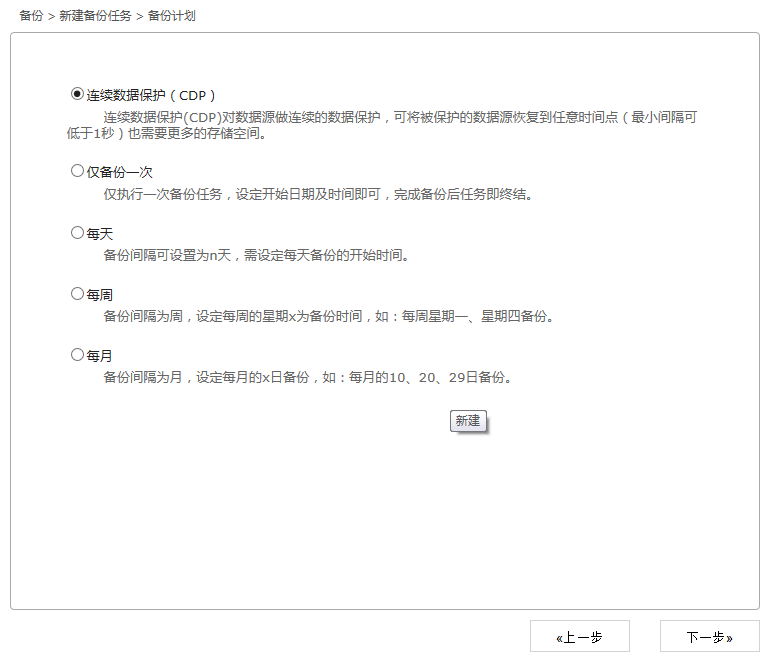 备份 > 新建备份任务 > 备份计划
连续数据保护（CDP）
连续数据保护(CDP)对数据源做连续的数据保护，可将被保护的数据源恢复到任意时间点（最小间隔可
低于1秒）也需要更多的存储空间。
仅备份一次
仅执行一次备份任务，设定开始日期及时间即可，完成备份后任务即终结。
每天
备份间隔可设置为n天，需设定每天备份的开始时间。
每周
备份间隔为周，设定每周的星期x为备份时间，如：每周星期一、星期四备份。
每月
备份间隔为月，设定每月的x日备份，如：每月的10、20、29日备份。
新建
«上一步
下一步»